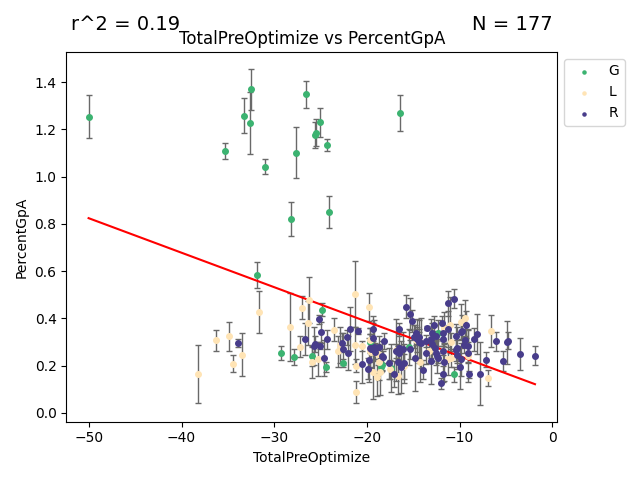 r^2 = 0.19
N = 177
TotalPreOptimize vs PercentGpA
G
L
R
PercentGpA
1.4
1.2
1.0
0.8
0.6
0.4
0.2
0.0
−50
−40
−30
−20
−10
0
TotalPreOptimize